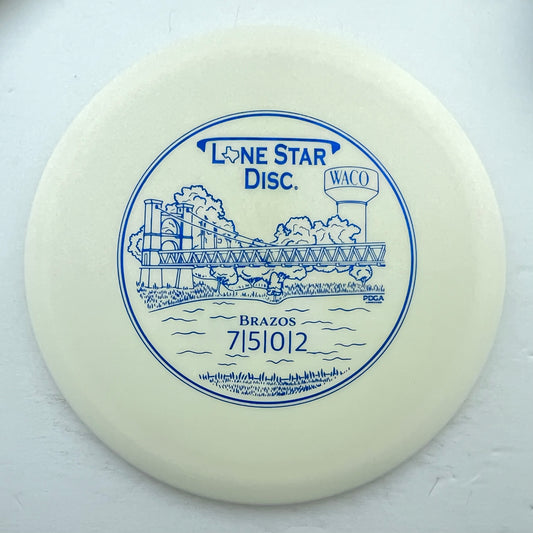 LONE STAR
DISC.
WACO
PDGA
BRAZOS
7|5|0|2